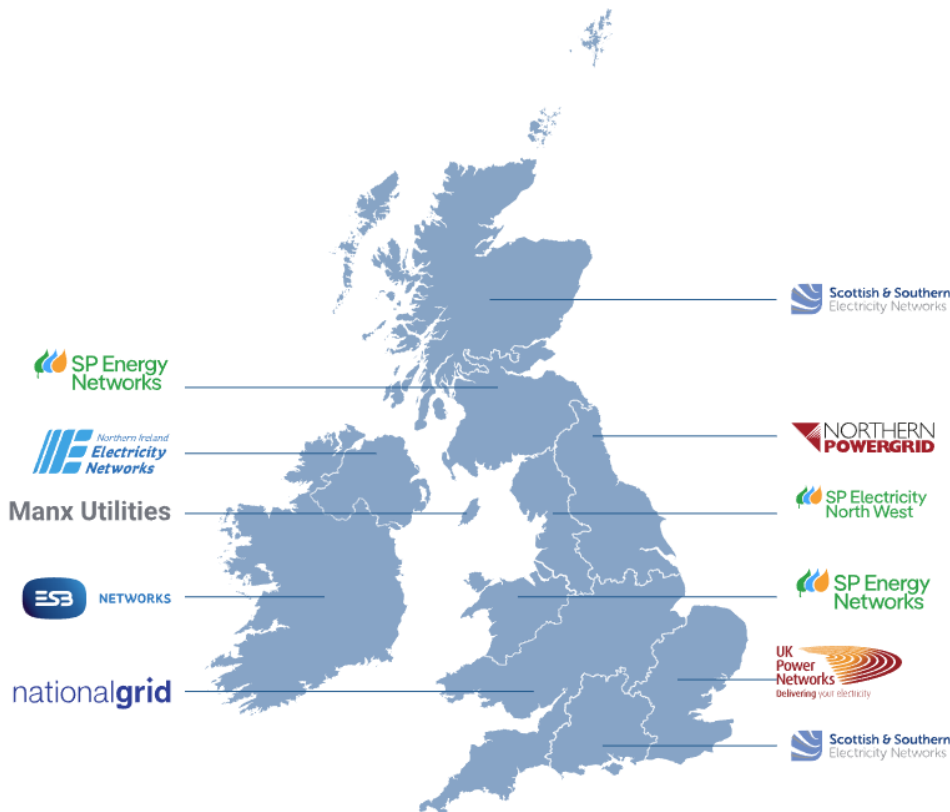 Scottish & Southern
Electricity Networks
SP Energy
Networks
Northern Ireland
Electricity
Networks
NORTHERN
POWERGRID
Manx Utilities
SP Electricity
North West
ESB NETWORKS
SP Energy
Networks
UK
Power
Networks
Delivering your electricity
nationalgrid
Scottish & Southern
Electricity Networks